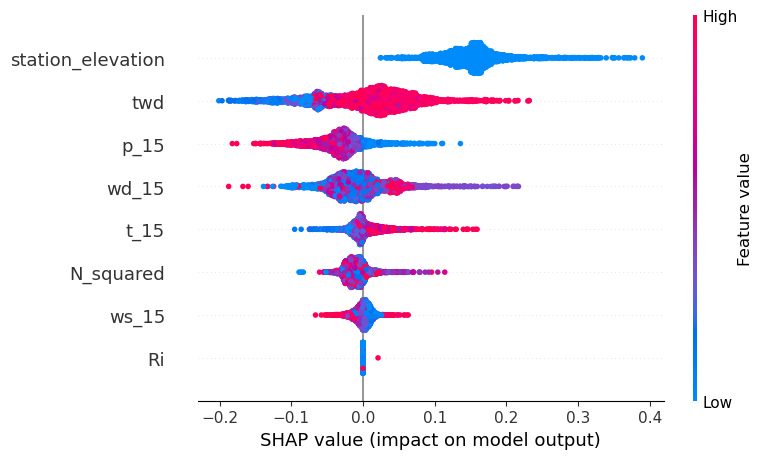 High
station_elevation
twd
p_15
wd_15
t_15
N_squared
ws_15
Ri
Feature value
Low
−0.2 −0.1 0.0 0.1 0.2 0.3 0.4
SHAP value (impact on model output)